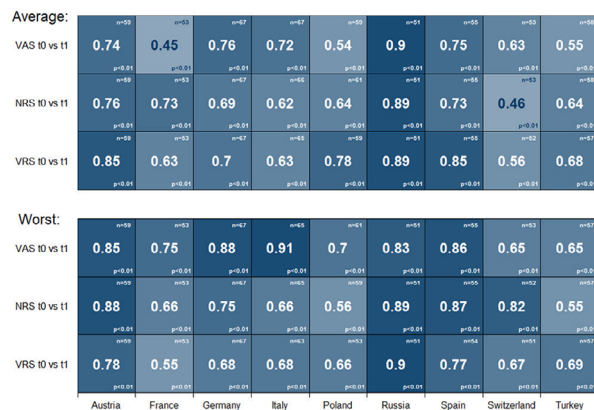 Average:
n=59 n=53 n=67 n=67 n=59 n=51 n=55 n=53 n=58
VAS t0 vs t1 0.74 0.45 0.76 0.72 0.54 0.9 0.75 0.63 0.55
p<0.01 p<0.01 p<0.01 p<0.01 p<0.01 p<0.01 p<0.01 p<0.01 p<0.01
n=59 n=53 n=67 n=66 n=61 n=51 n=55 n=53 n=58
NRS t0 vs t1 0.76 0.73 0.69 0.62 0.64 0.89 0.73 0.46 0.64
p<0.01 p<0.01 p<0.01 p<0.01 p<0.01 p<0.01 p<0.01 p<0.01 p<0.01
n=59 n=53 n=67 n=65 n=59 n=51 n=55 n=52 n=57
VRS t0 vs t1 0.85 0.63 0.7 0.63 0.78 0.89 0.85 0.56 0.68
p<0.01 p<0.01 p<0.01 p<0.01 p<0.01 p<0.01 p<0.01 p<0.01 p<0.01
Worst:
n=59 n=53 n=67 n=65 n=61 n=51 n=55 n=53 n=57
VAS t0 vs t1 0.85 0.75 0.88 0.91 0.7 0.83 0.86 0.65 0.65
p<0.01 p<0.01 p<0.01 p<0.01 p<0.01 p<0.01 p<0.01 p<0.01 p<0.01
n=59 n=53 n=67 n=65 n=59 n=51 n=55 n=52 n=57
NRS t0 vs t1 0.88 0.66 0.75 0.66 0.56 0.89 0.87 0.82 0.55
p<0.01 p<0.01 p<0.01 p<0.01 p<0.01 p<0.01 p<0.01 p<0.01 p<0.01
n=59 n=53 n=67 n=63 n=53 n=51 n=54 n=51 n=57
VRS t0 vs t1 0.78 0.55 0.68 0.68 0.66 0.9 0.77 0.67 0.69
p<0.01 p<0.01 p<0.01 p<0.01 p<0.01 p<0.01 p<0.01 p<0.01 p<0.01
Austria France Germany Italy Poland Russia Spain Switzerland Turkey